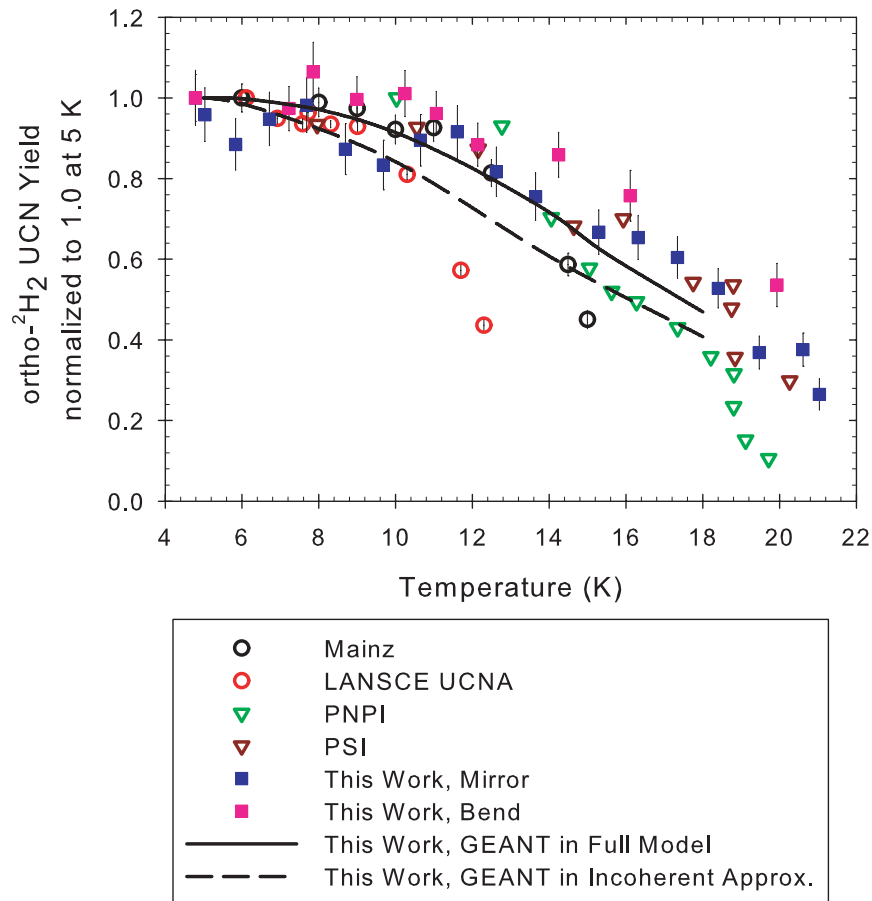 ortho-²H₂ UCN Yield
normalized to 1.0 at 5 K
1.2
1.0
0.8
0.6
0.4
0.2
0.0
4 6 8 10 12 14 16 18 20 22
Temperature (K)
Mainz
LANSCE UCNA
PNPI
PSI
This Work, Mirror
This Work, Bend
This Work, GEANT in Full Model
This Work, GEANT in Incoherent Approx.